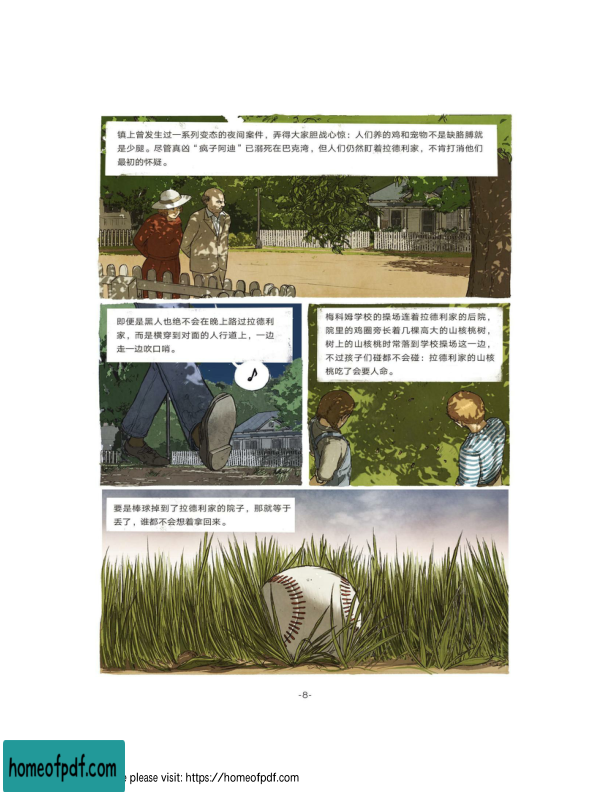 镇上曾发生过一系列变态的夜间案件，弄得大家胆战心惊：人们养的鸡和宠物不是缺胳膊就
是少腿。尽管真凶“疯子阿迪”已溺死在巴克湾，但人们仍然盯着拉德利家，不肯打消他们
最初的怀疑。
即便是黑人也绝不会在晚上路过拉德利
家，而是横穿到对面的人行道上，一边
走一边吹口哨。
梅科姆学校的操场连着拉德利家的后院，
院里的鸡圈旁长着几棵高大的山核桃树，
树上的山核桃时常落到学校操场这一边，
不过孩子们碰都不会碰：拉德利家的山核
桃吃了会要人命。
要是棒球掉到了拉德利家的院子，那就等于
丢了，谁都不会想着拿回来。
-8-
homeofpdf.com
please visit: https://homeofpdf.com